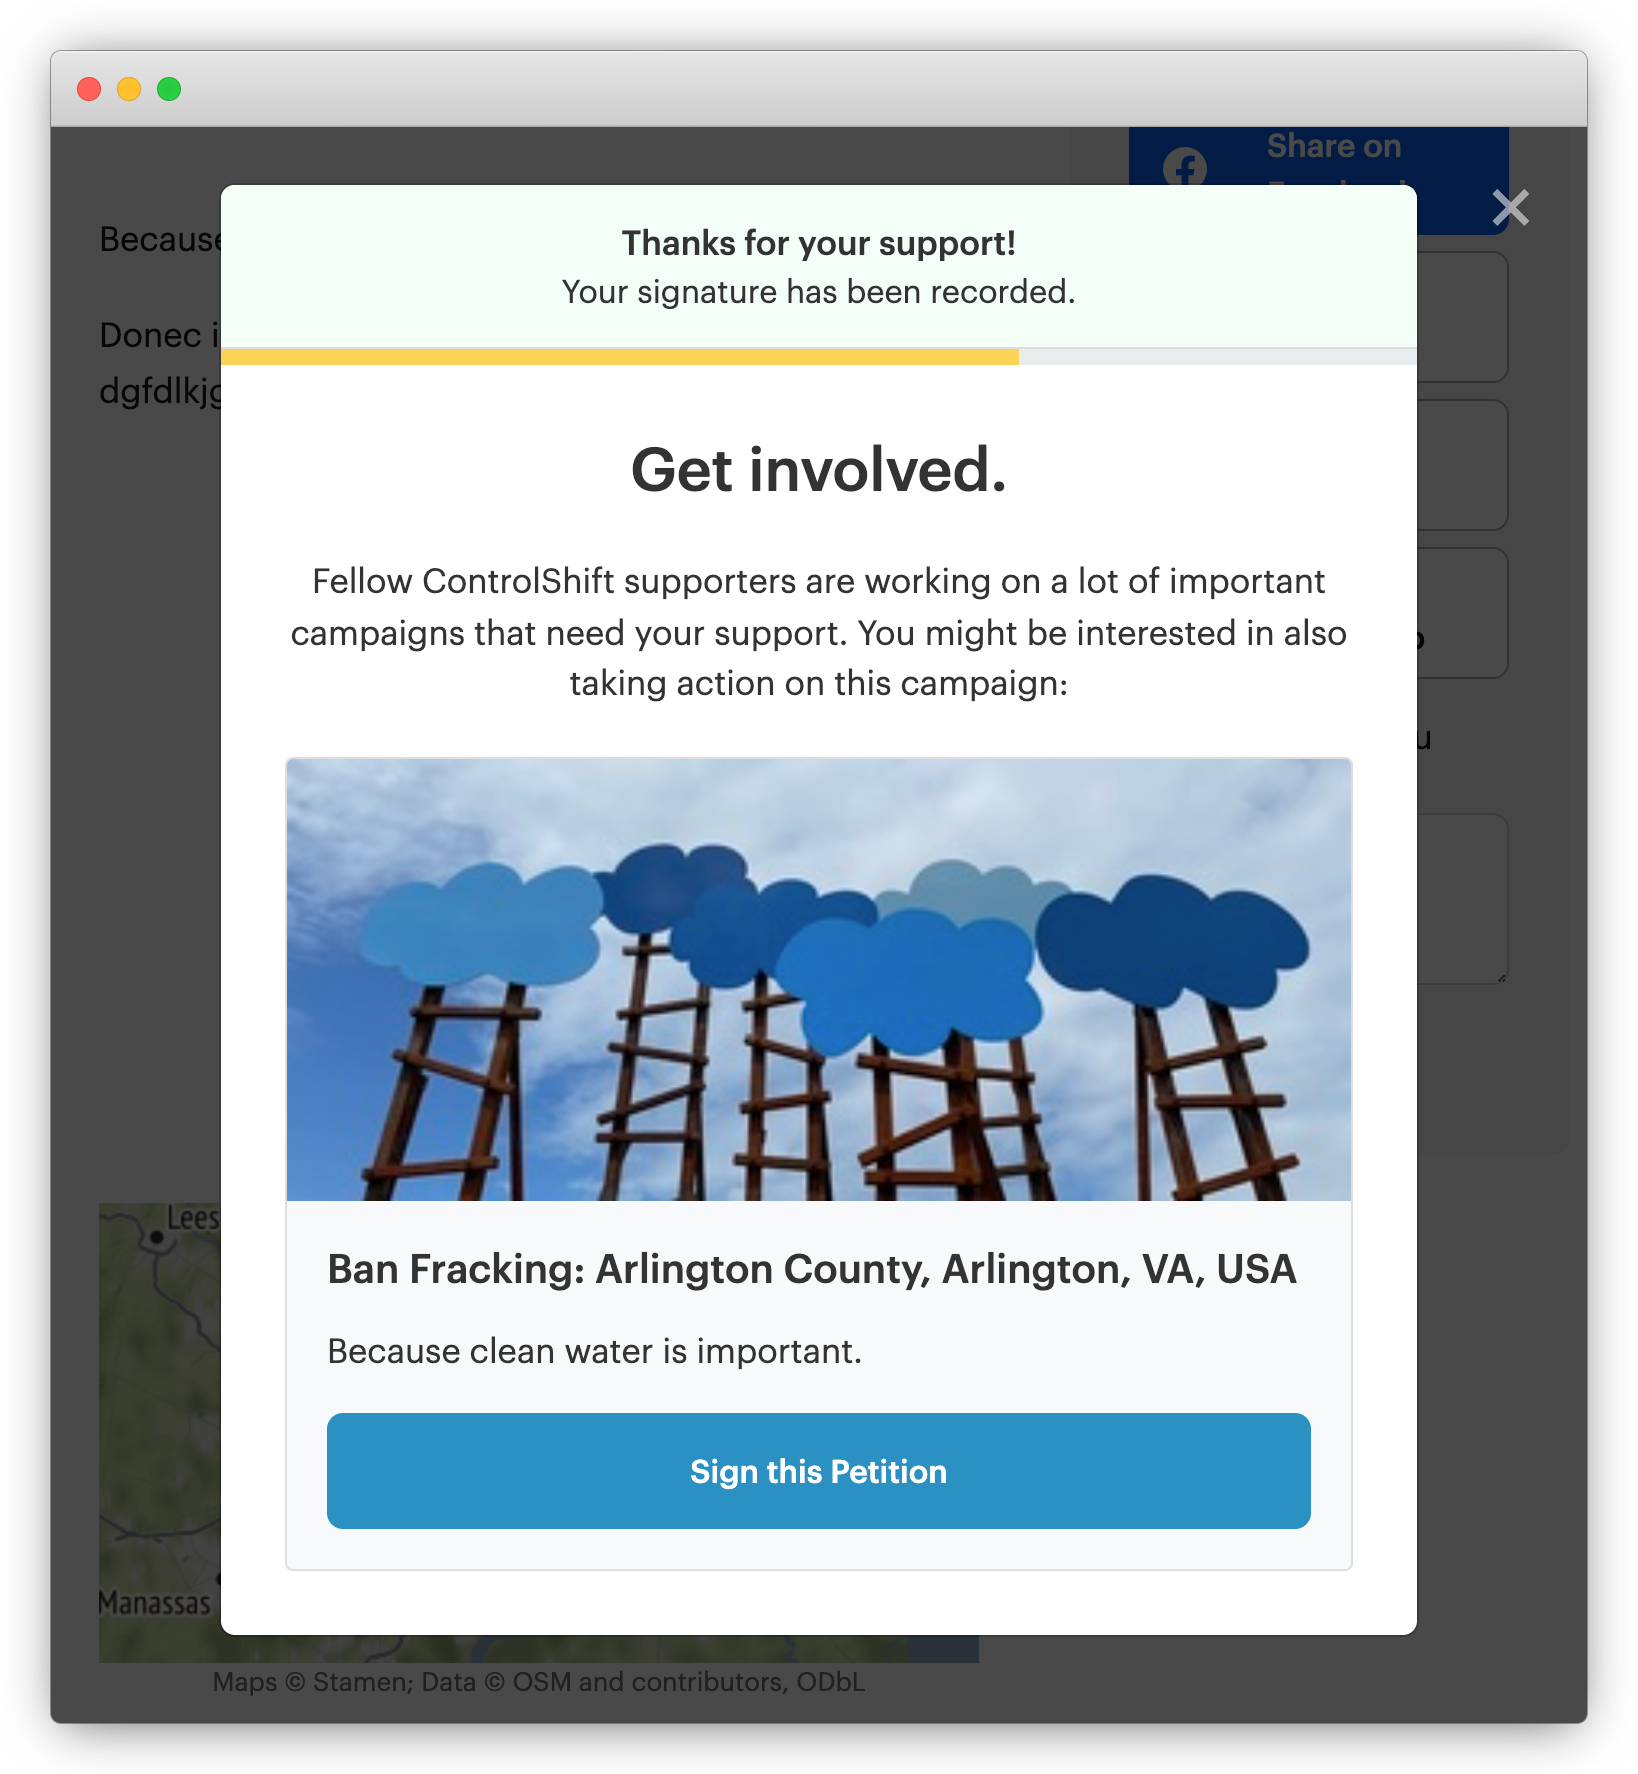 Share on
Because
Thanks for your support!
Your signature has been recorded.
Donec
Get involved.
Fellow ControlShift supporters are working on a lot of important
campaigns that need your support. You might be interested in also
taking action on this campaign:
Ban Fracking: Arlington County, Arlington, VA, USA
Because clean water is important.
Sign this Petition
Manassas
Maps © Stamen; Data © OSM and contributors, ODbL